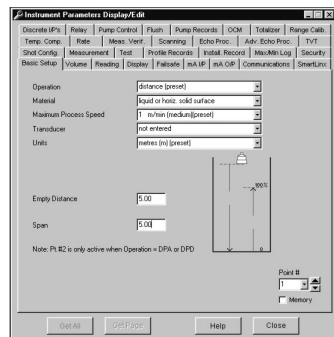 Instrument Parameters Display/Edit
Discrete I/P's Relay Pump Control Flush Pump Records OCM Totalizer Range Calib.
Temp. Comp. Rate Meas. Verif. Scanning Echo Proc. Adv. Echo Proc. TVT
Shot Config. Measurement Test Profile Records Install. Record Max/Min Log Security
Basic Setup Volume Reading Display Failsafe mA I/P mA O/P Communications SmartLinx
Operation distance (preset)
Material liquid or horiz. solid surface
Maximum Process Speed 1 m/min (medium)(preset)
Transducer not entered
Units metres (m) (preset)
100%
Empty Distance 5.00
Span 5.00
0
Note: Pt #2 is only active when Operation = DPA or DPD
Point #
1
Memory
Get All Get Page Help Close